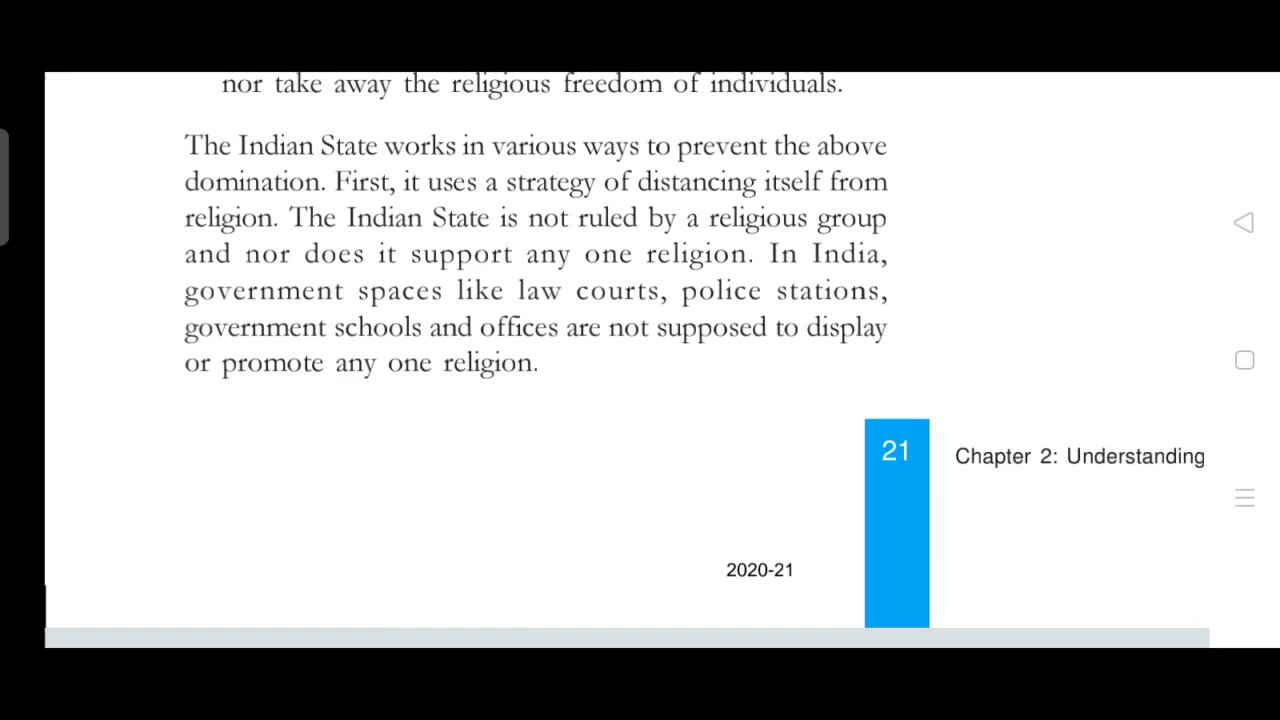 nor take away the religious freedom of individuals.
The Indian State works in various ways to prevent the above
domination. First, it uses a strategy of distancing itself from
religion. The Indian State is not ruled by a religious group
and nor does it support any one religion. In India,
government spaces like law courts, police stations,
government schools and offices are not supposed to display
or promote any one religion.
21
Chapter 2: Understanding
2020-21